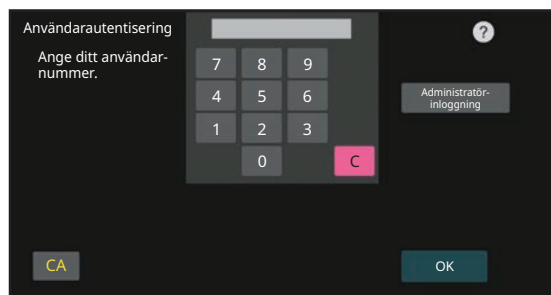 Användarautentisering
?
Ange ditt användar-
nummer.
7 8 9
4 5 6
1 2 3
0 C
Administratör-
inloggning
CA
OK